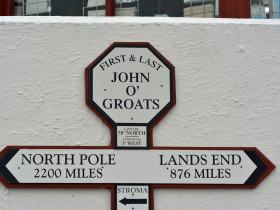 FIRST & LAST
JOHN
O'
GROATS
58° NORTH
3° WEST
NORTH POLE
2200 MILES
LANDS END
876 MILES
STROMA